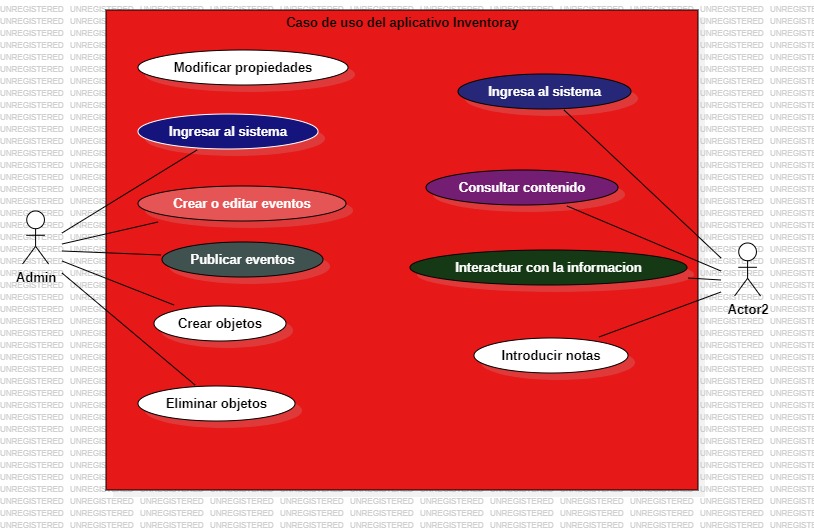 Caso de uso del aplicativo Inventoray
Modificar propiedades
Ingresar al sistema
Crear o editar eventos
Publicar eventos
Crear objetos
Eliminar objetos
Admin
Ingresa al sistema
Consultar contenido
Interactuar con la informacion
Introducir notas
Actor2
UNREGISTERED